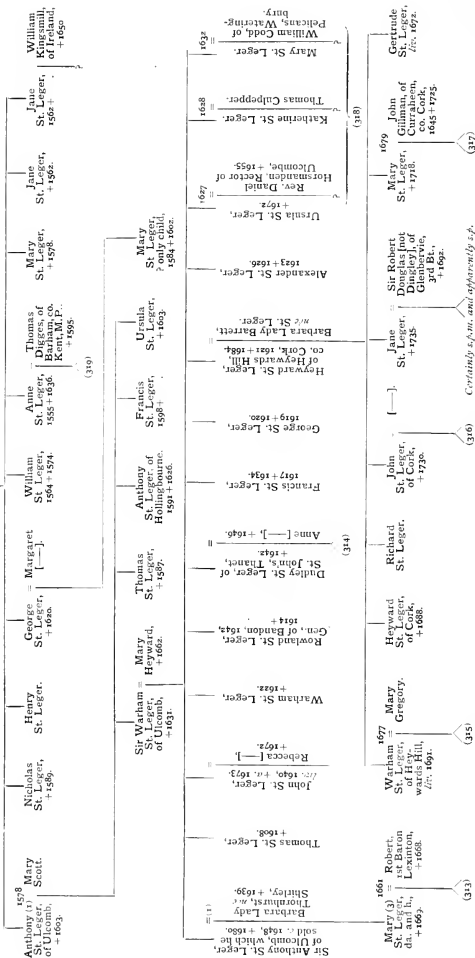 1578
Anthony (1)
St. Leger,
of Ulcomb,
+1603.
Mary
Scott.
Nicholas
St. Leger,
+1589.
Henry
St. Leger.
George
St. Leger,
+1620.
= Margaret
[——].
William
St. Leger,
1564+1574.
Anne
St. Leger,
1555+1636.
Thomas
Digges, of
Barham, co.
Kent, M.P.
+1595.
Mary
St. Leger,
+1578.
Jane
St. Leger,
+1562.
Jane
St. Leger,
1562+
William
Kingsmill,
of Ireland,
+1650
(319)
Sir Warham
St. Leger,
of Ulcomb,
+1631.
= Mary
Heyward,
+1662.
Thomas
St. Leger,
+1587.
Anthony
St. Leger, of
Hollingbourne.
1591+1626.
Francis
St. Leger,
1598+
Ursula
St. Leger,
+1603.
Mary
St. Leger,
? only child,
1584+1602.
Sir Anthony St. Leger,
of Ulcomb which he
sold c. 1648, +1680.
= (1)
Barbara Lady
Thornhurst, née
Shirley, +1639.
Thomas St. Leger,
+1608.
John St. Leger,
liv. 1640, +a. 1673.
=
Rebecca [——],
+1672.
Warham St. Leger,
+1622.
Rowland St. Leger,
Gen., of Bandon, 1642,
1614+
Dudley St. Leger, of
St. John's, Thanet,
+1642.
=
Anne [——], +1646.
(314)
Francis St. Leger,
1617+1634.
George St. Leger,
1619+1620.
Heyward St. Leger,
of Heywards Hill,
co. Cork, 1621+1684.
=
Barbara Lady Barrett,
née St. Leger.
Alexander St. Leger,
1623+1626.
Ursula St. Leger,
+1672.
1627 =
Rev. Daniel
Horsmanden, Rector of
Ulcombe, +1655.
Katherine St. Leger.
1628 =
Thomas Culpepper.
Mary St. Leger.
1632 =
William Codd, of
Pelicans, Watering-
bury.
(318)
Mary (3)
St. Leger,
da. and h.,
+1669.
1661
= Robert,
1st Baron
Lexinton,
+1668.
(313)
Warham
St. Leger,
of Hey-
wards Hill,
liv. 1691.
1677
= Mary
Gregory.
(315)
Heyward
St. Leger,
of Cork,
+1688.
Richard
St. Leger.
John
St. Leger,
of Cork,
+1730.
= [——].
(316)
Jane
St. Leger,
+1735.
= Sir Robert
Douglas [not
Dingley], of
Glenbervie,
3rd Bt.,
+1692.
Certainly s.p.m. and apparently s.p.
Mary
St. Leger,
+1718.
1679
= John
Gillman, of
Curraheen,
co. Cork,
1645+1725.
(317)
Gertrude
St. Leger,
liv. 1672.